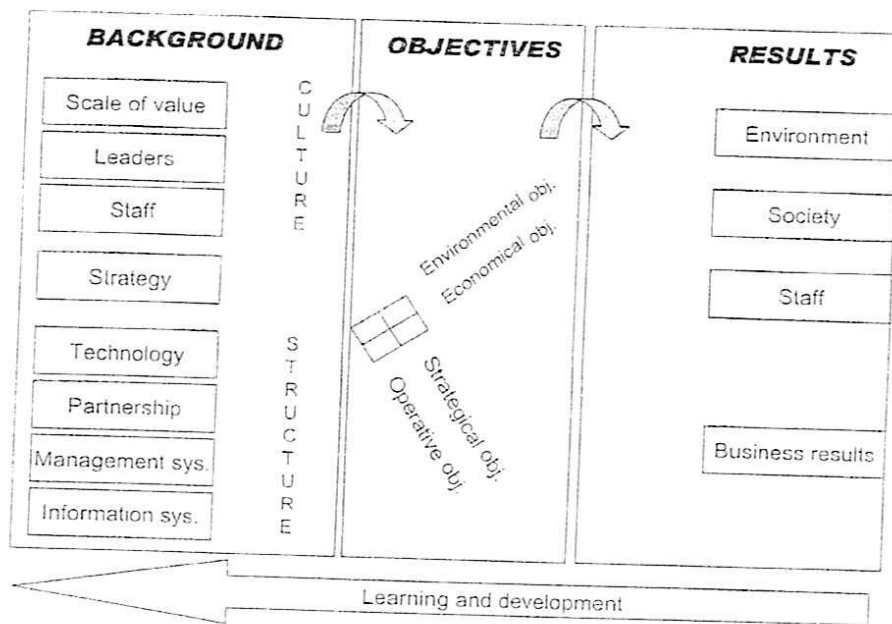 BACKGROUND
Scale of value
Leaders
Staff
Strategy
Technology
Partnership
Management sys.
Information sys.
CULTURE
STRUCTURE
OBJECTIVES
Environmental obj.
Economical obj.
Strategical obj.
Operative obj.
RESULTS
Environment
Society
Staff
Business results
Learning and development